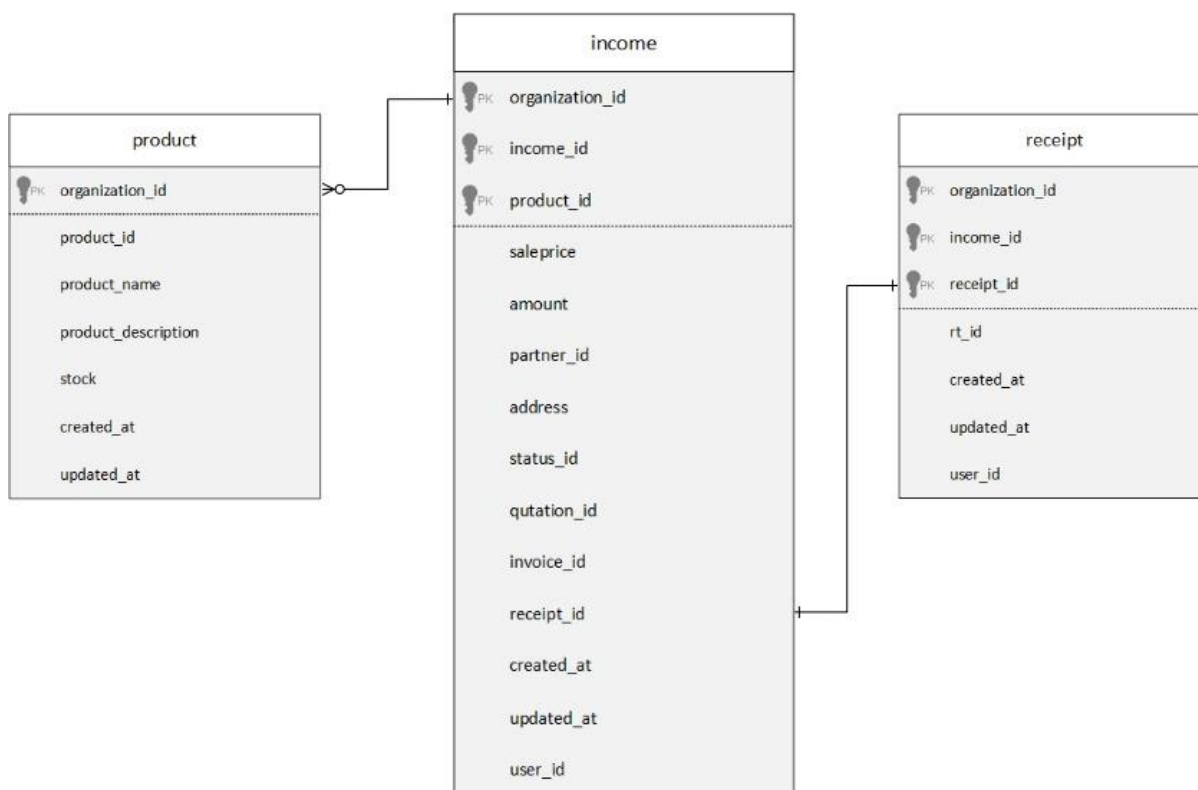 product
PK organization_id
product_id
product_name
product_description
stock
created_at
updated_at
income
PK organization_id
PK income_id
PK product_id
saleprice
amount
partner_id
address
status_id
qutation_id
invoice_id
receipt_id
created_at
updated_at
user_id
receipt
PK organization_id
PK income_id
PK receipt_id
rt_id
created_at
updated_at
user_id